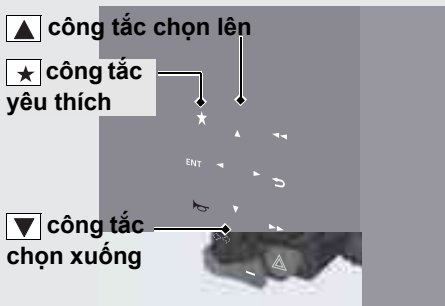 ▲ công tắc chọn lên
★ công tắc
yêu thích
ENT
▼ công tắc
chọn xuống